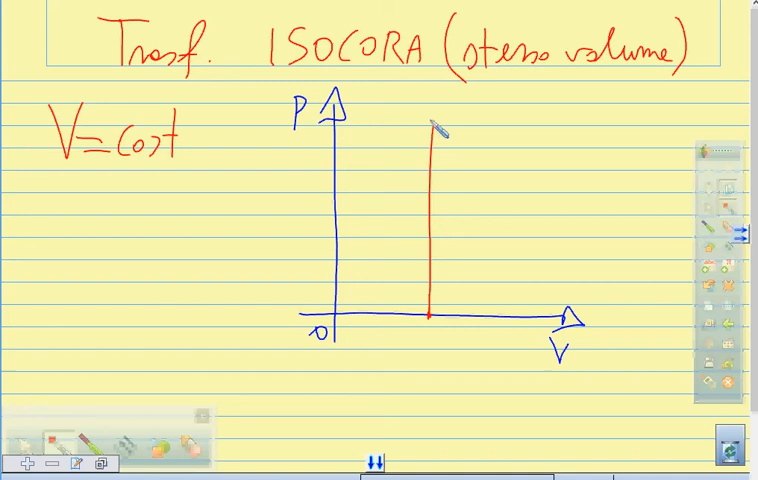 Trasf. ISOCORA (stesso volume)
V = cost
P
0
V